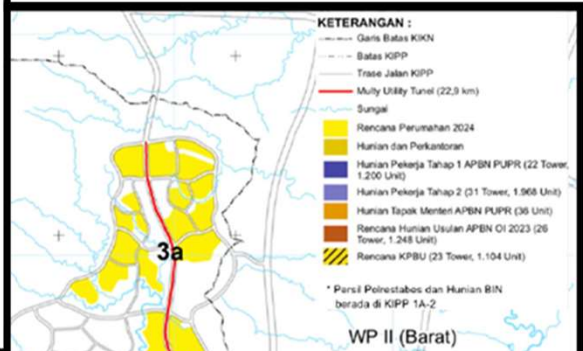 KETERANGAN :
Garis Batas KIKN
Batas KIPP
Trase Jalan KIPP
Multy Utility Tunel (22,9 km)
Sungai
Rencana Perumahan 2024
Hunian dan Perkantoran
Hunian Pekerja Tahap 1 APBN PUPR (22 Tower,
1.200 Unit)
Hunian Pekerja Tahap 2 (31 Tower, 1.968 Unit)
Hunian Tapak Menteri APBN PUPR (36 Unit)
Rencana Hunian Usulan APBN OI 2023 (26
Tower, 1.248 Unit)
Rencana KPBU (23 Tower, 1.104 Unit)
* Persil Polrestabes dan Hunian BIN
berada di KIPP 1A-2
3a
WP II (Barat)